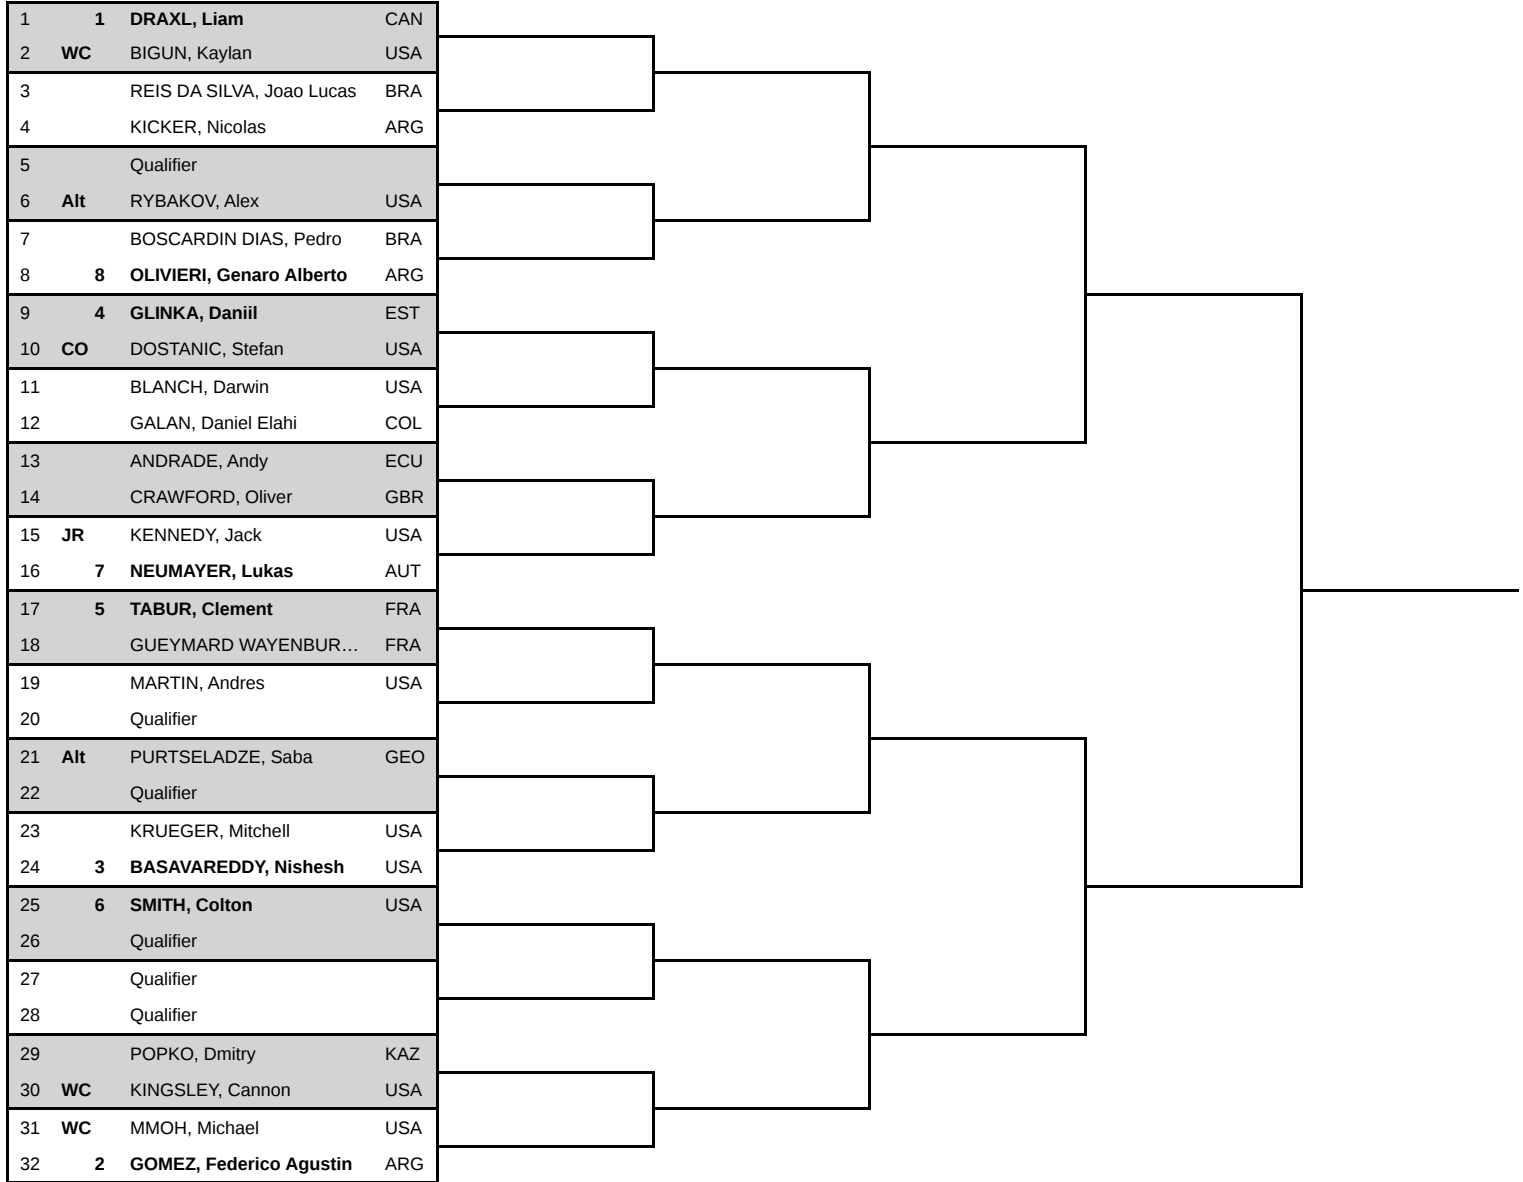 1 1 DRAXL, Liam CAN
2 WC BIGUN, Kaylan USA
3 REIS DA SILVA, Joao Lucas BRA
4 KICKER, Nicolas ARG
5 Qualifier
6 Alt RYBAKOV, Alex USA
7 BOSCARDIN DIAS, Pedro BRA
8 8 OLIVIERI, Genaro Alberto ARG
9 4 GLINKA, Daniil EST
10 CO DOSTANIC, Stefan USA
11 BLANCH, Darwin USA
12 GALAN, Daniel Elahi COL
13 ANDRADE, Andy ECU
14 CRAWFORD, Oliver GBR
15 JR KENNEDY, Jack USA
16 7 NEUMAYER, Lukas AUT
17 5 TABUR, Clement FRA
18 GUEYMARD WAYENBUR… FRA
19 MARTIN, Andres USA
20 Qualifier
21 Alt PURTSELADZE, Saba GEO
22 Qualifier
23 KRUEGER, Mitchell USA
24 3 BASAVAREDDY, Nishesh USA
25 6 SMITH, Colton USA
26 Qualifier
27 Qualifier
28 Qualifier
29 POPKO, Dmitry KAZ
30 WC KINGSLEY, Cannon USA
31 WC MMOH, Michael USA
32 2 GOMEZ, Federico Agustin ARG